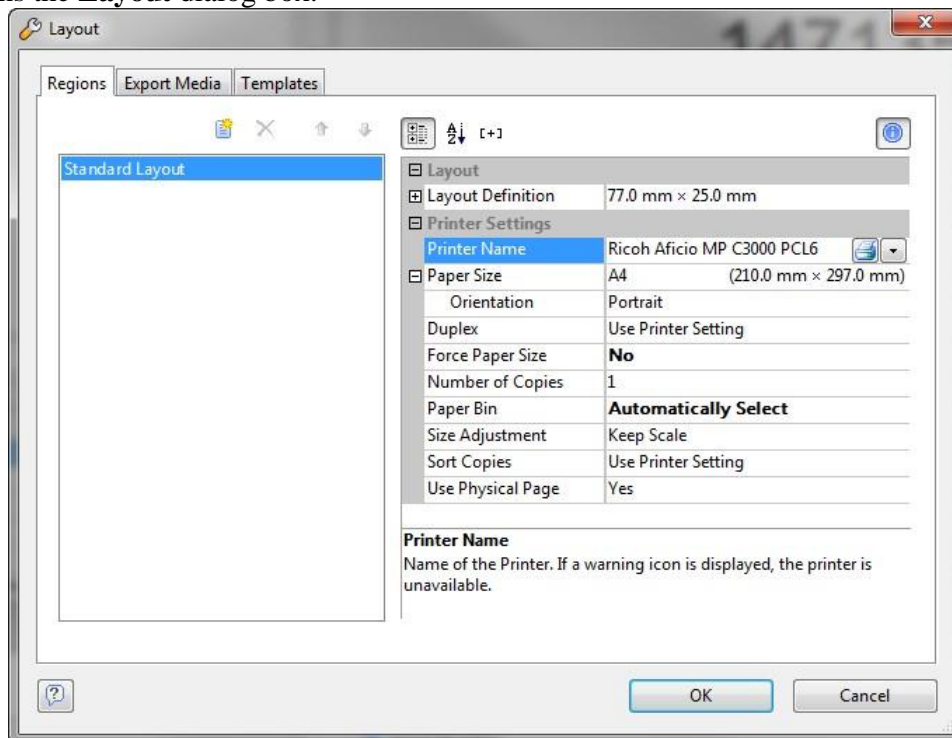 the Layout dialog box.
Layout
1471
Regions Export Media Templates
Standard Layout
Layout
Layout Definition 77.0 mm × 25.0 mm
Printer Settings
Printer Name Ricoh Aficio MP C3000 PCL6
Paper Size A4 (210.0 mm × 297.0 mm)
Orientation Portrait
Duplex Use Printer Setting
Force Paper Size No
Number of Copies 1
Paper Bin Automatically Select
Size Adjustment Keep Scale
Sort Copies Use Printer Setting
Use Physical Page Yes
Printer Name
Name of the Printer. If a warning icon is displayed, the printer is
unavailable.
OK Cancel